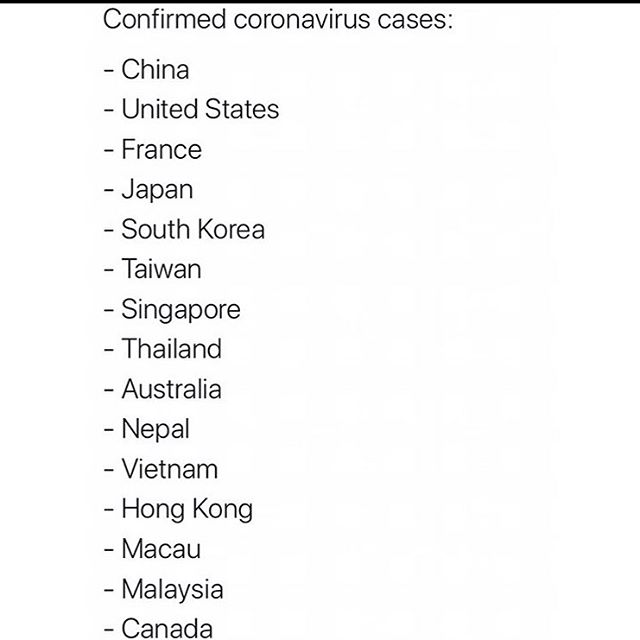 Confirmed coronavirus cases:
- China
- United States
- France
- Japan
- South Korea
- Taiwan
- Singapore
- Thailand
- Australia
- Nepal
- Vietnam
- Hong Kong
- Macau
- Malaysia
- Canada